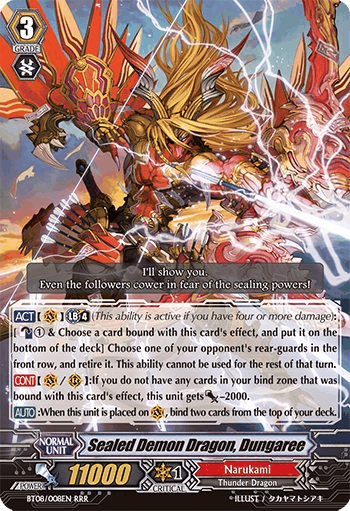 3
GRADE
I'll show you.
Even the followers cower in fear of the sealing powers!
ACT [ ] LB 4 (This ability is active if you have four or more damage):
[ ① & Choose a card bound with this card's effect, and put it on the
bottom of the deck] Choose one of your opponent's rear-guards in the
front row, and retire it. This ability cannot be used for the rest of that turn.
CONT [ / ]:If you do not have any cards in your bind zone that was
bound with this card's effect, this unit gets -2000.
AUTO :When this unit is placed on , bind two cards from the top of your deck.
NORMAL
UNIT
Sealed Demon Dragon, Dungaree
POWER
11000
1
CRITICAL
Narukami
Thunder Dragon
BT08/008EN RRR
ILLUST / タカヤマトシアキ